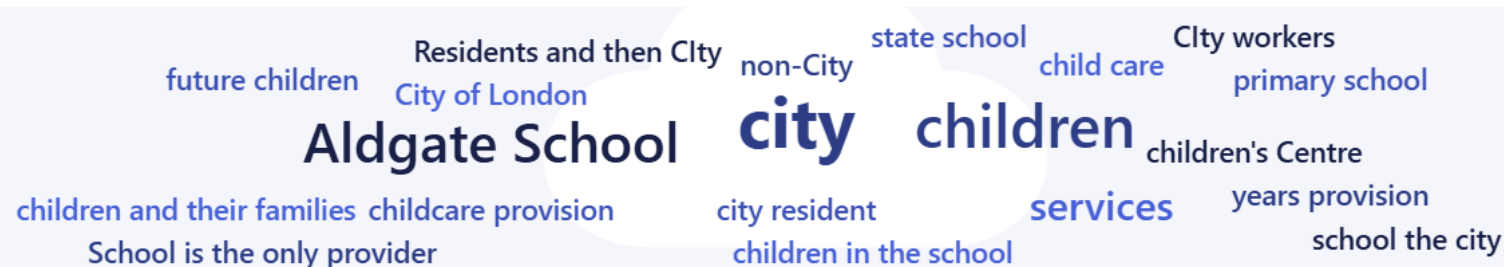 state school
CIty workers
Residents and then CIty
non-City
child care
future children
primary school
City of London
city
children
Aldgate School
children's Centre
years provision
services
children and their families
childcare provision
city resident
school the city
School is the only provider
children in the school